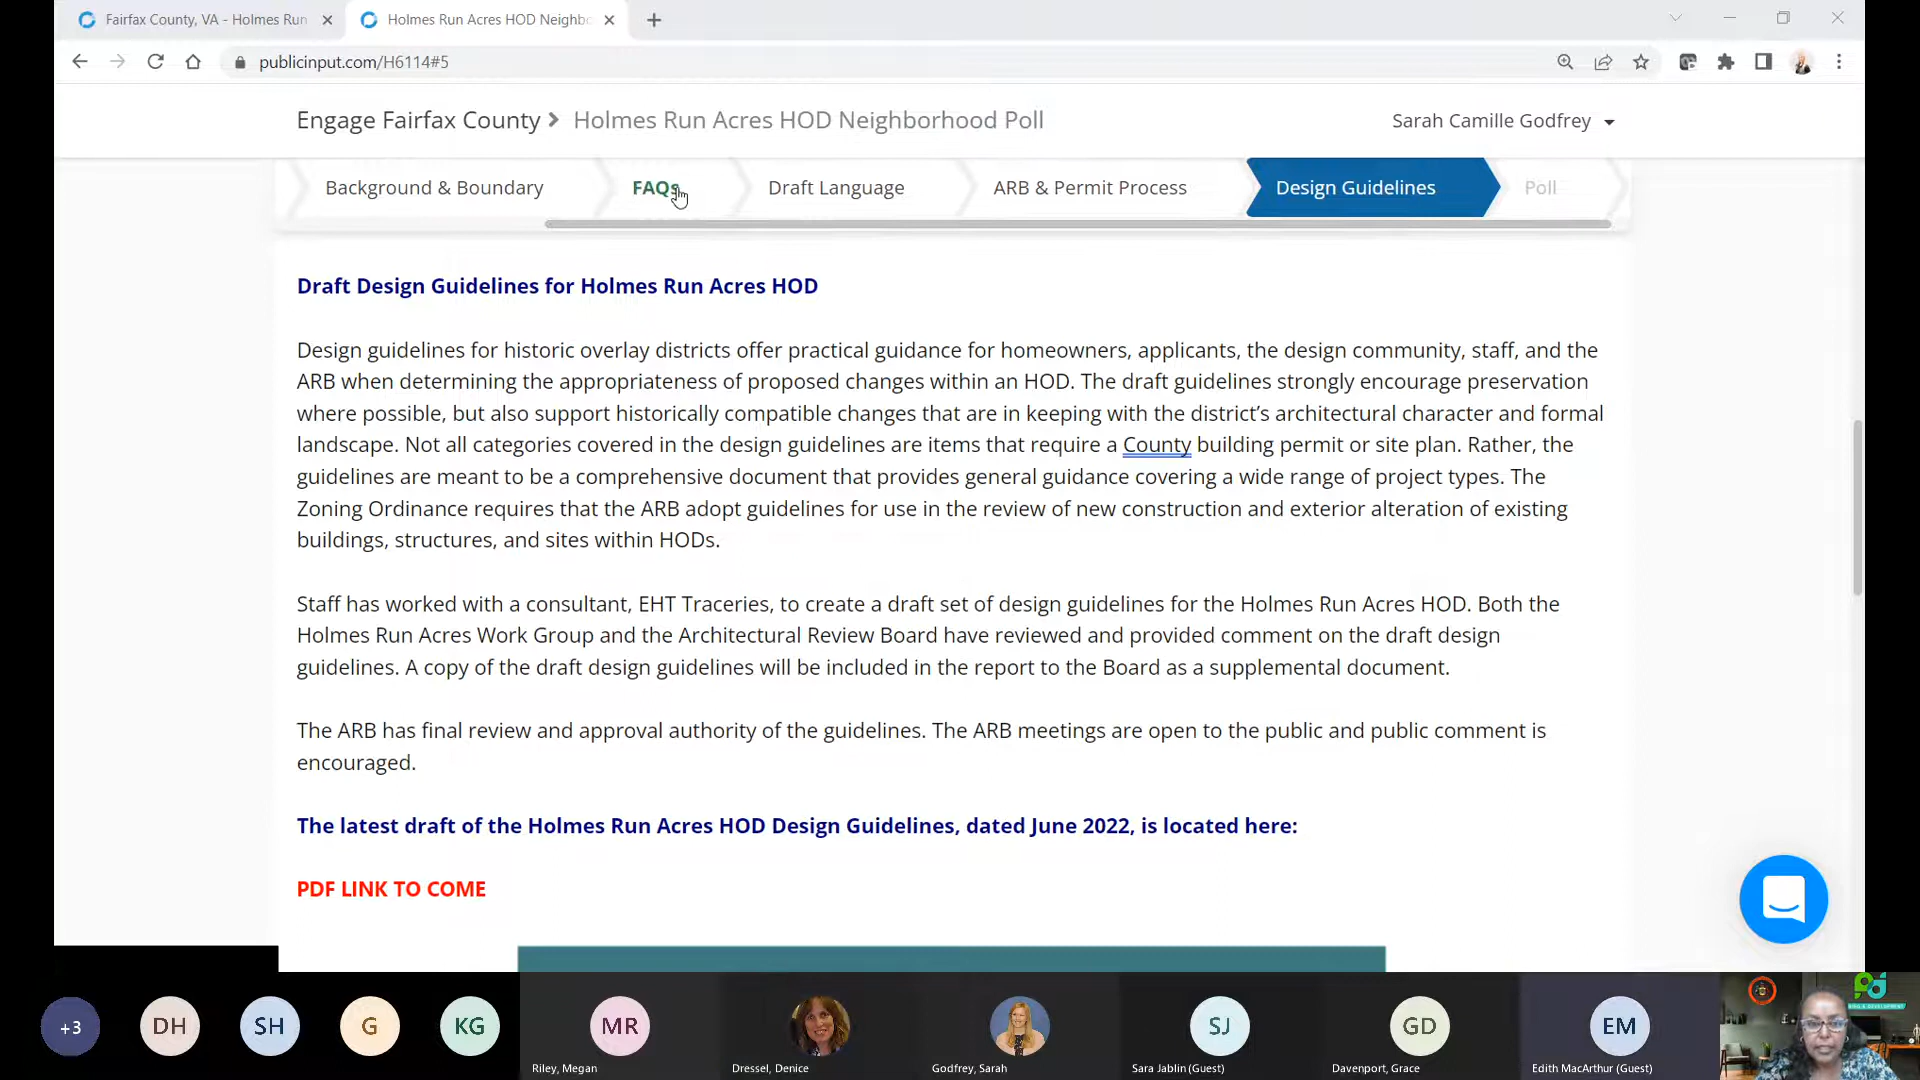 Fairfax County, VA - Holmes Run
Holmes Run Acres HOD Neighbo
publicinput.com/H6114#5
Engage Fairfax County > Holmes Run Acres HOD Neighborhood Poll
Sarah Camille Godfrey
Background & Boundary
FAQs
Draft Language
ARB & Permit Process
Design Guidelines
Poll
Draft Design Guidelines for Holmes Run Acres HOD
Design guidelines for historic overlay districts offer practical guidance for homeowners, applicants, the design community, staff, and the
ARB when determining the appropriateness of proposed changes within an HOD. The draft guidelines strongly encourage preservation
where possible, but also support historically compatible changes that are in keeping with the district's architectural character and formal
landscape. Not all categories covered in the design guidelines are items that require a County building permit or site plan. Rather, the
guidelines are meant to be a comprehensive document that provides general guidance covering a wide range of project types. The
Zoning Ordinance requires that the ARB adopt guidelines for use in the review of new construction and exterior alteration of existing
buildings, structures, and sites within HODs.
Staff has worked with a consultant, EHT Traceries, to create a draft set of design guidelines for the Holmes Run Acres HOD. Both the
Holmes Run Acres Work Group and the Architectural Review Board have reviewed and provided comment on the draft design
guidelines. A copy of the draft design guidelines will be included in the report to the Board as a supplemental document.
The ARB has final review and approval authority of the guidelines. The ARB meetings are open to the public and public comment is
encouraged.
The latest draft of the Holmes Run Acres HOD Design Guidelines, dated June 2022, is located here:
PDF LINK TO COME
+3
DH
SH
G
KG
MR
SJ
GD
EM
Riley, Megan
Dressel, Denice
Godfrey, Sarah
Sara Jablin (Guest)
Davenport, Grace
Edith MacArthur (Guest)